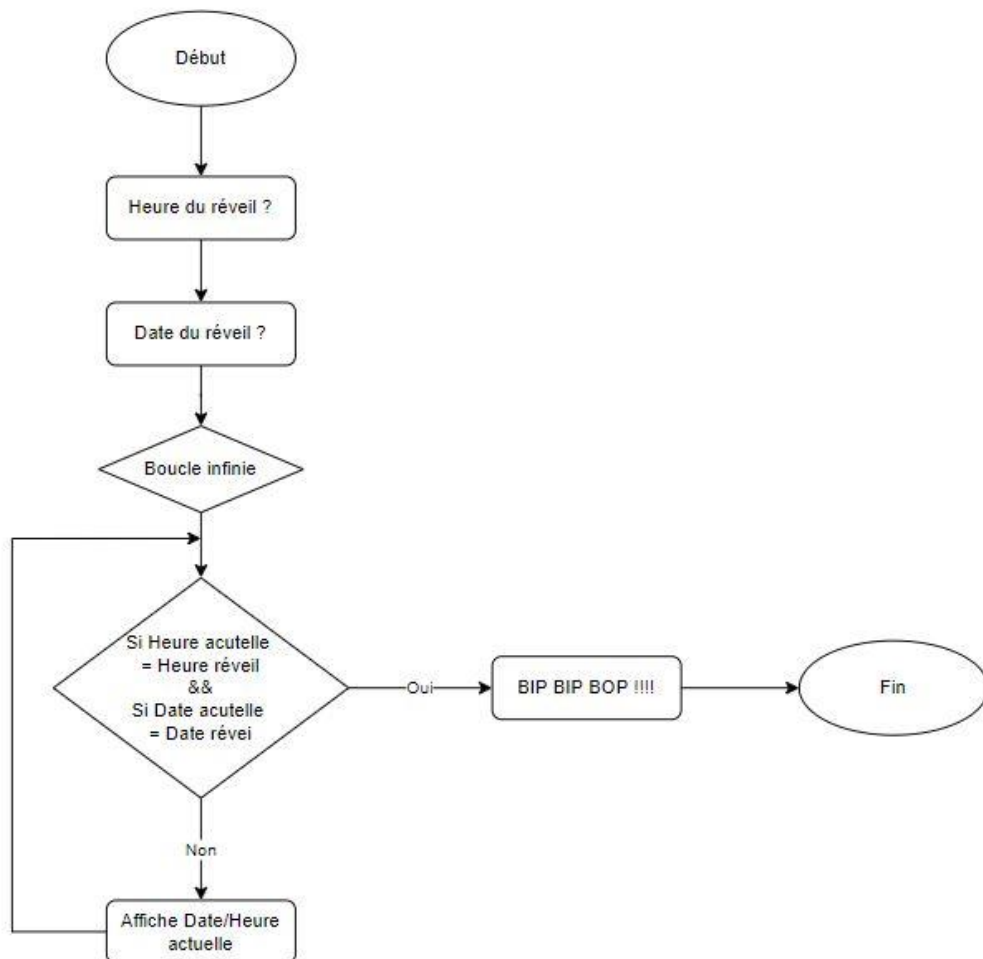 Début
Heure du réveil ?
Date du réveil ?
Boucle infinie
Si Heure acutelle
= Heure réveil
&&
Si Date acutelle
= Date révei
Oui
BIP BIP BOP !!!!
Fin
Non
Affiche Date/Heure
actuelle